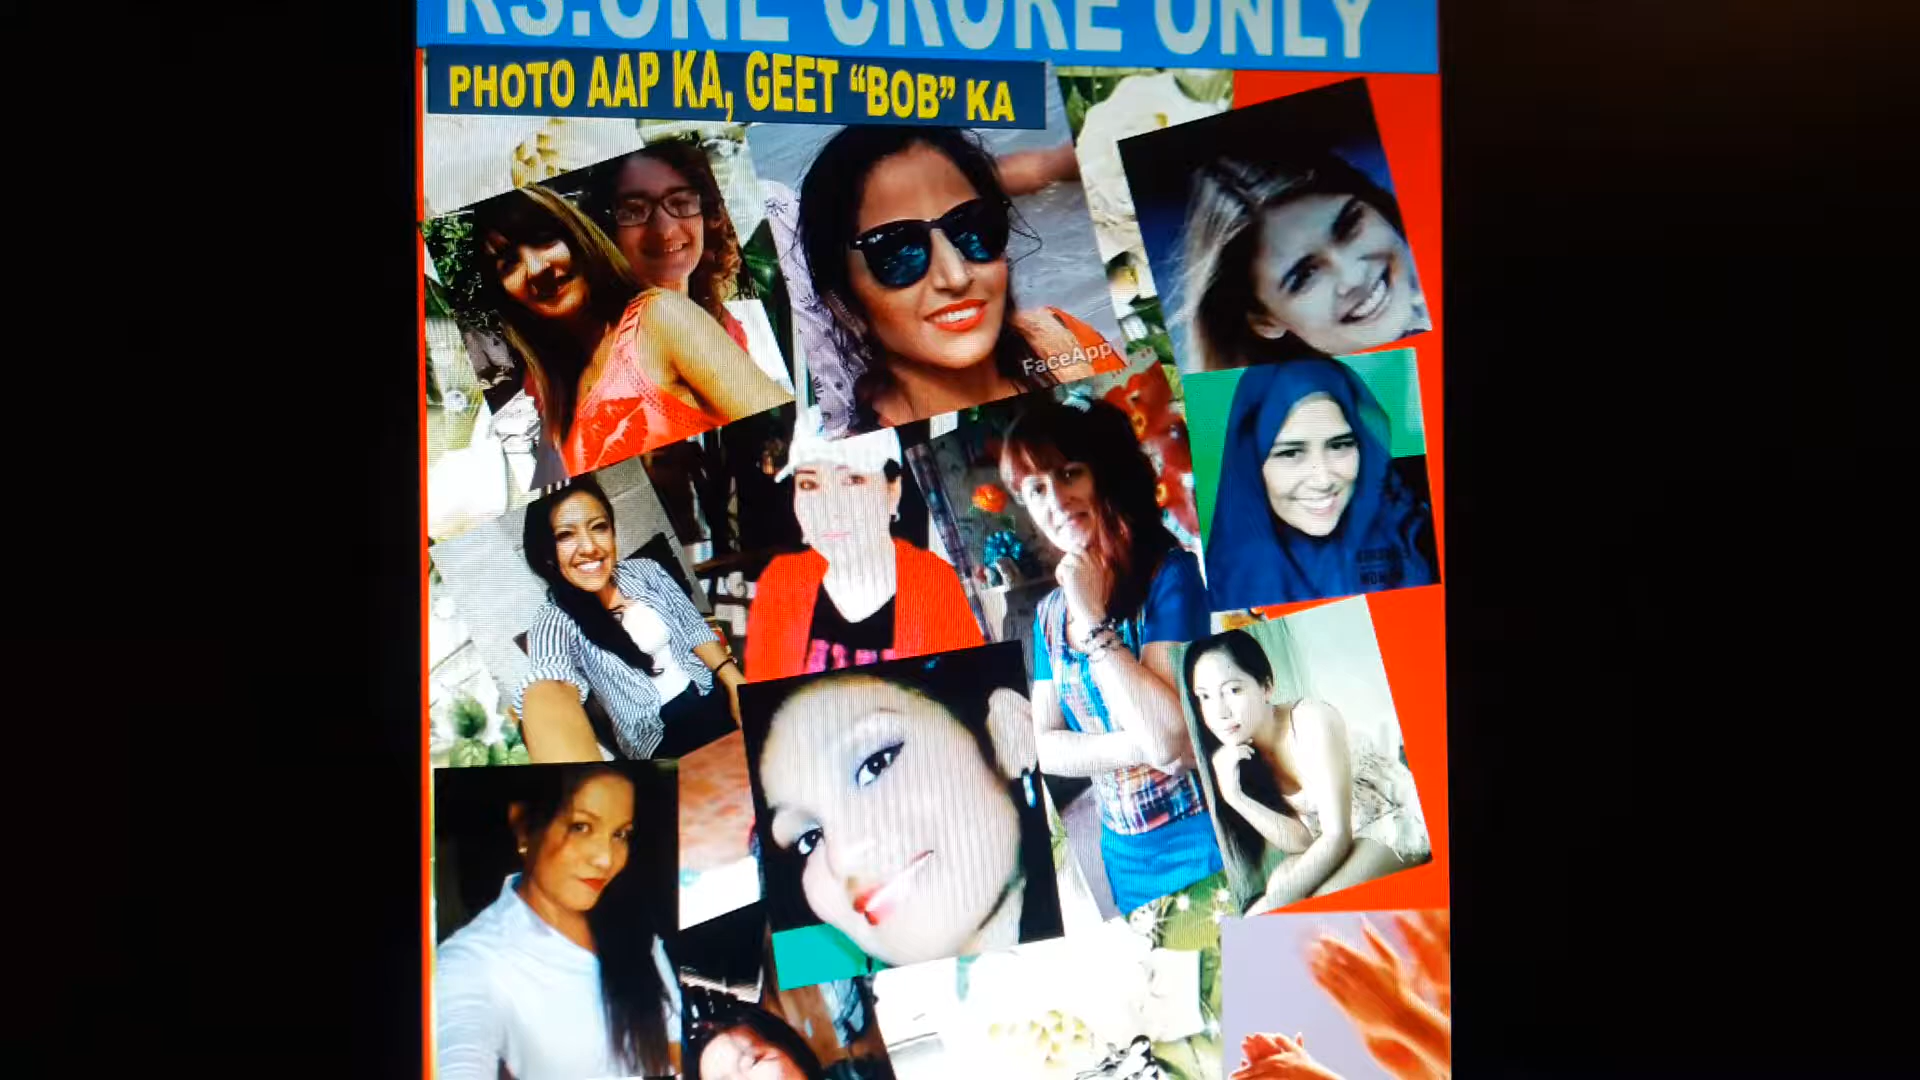 RS.ONE CRORE ONLY
PHOTO AAP KA, GEET “BOB” KA
FaceApp